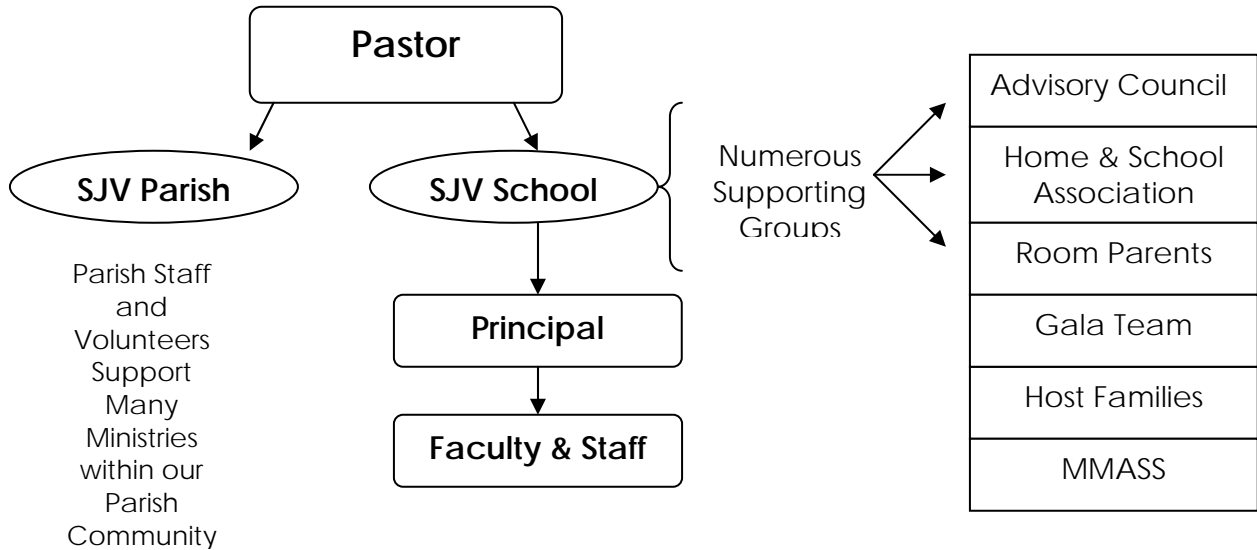 Pastor
SJV Parish
SJV School
Parish Staff
and
Volunteers
Support
Many
Ministries
within our
Parish
Community
Principal
Faculty & Staff
Numerous
Supporting
Groups
Advisory Council
Home & School
Association
Room Parents
Gala Team
Host Families
MMASS